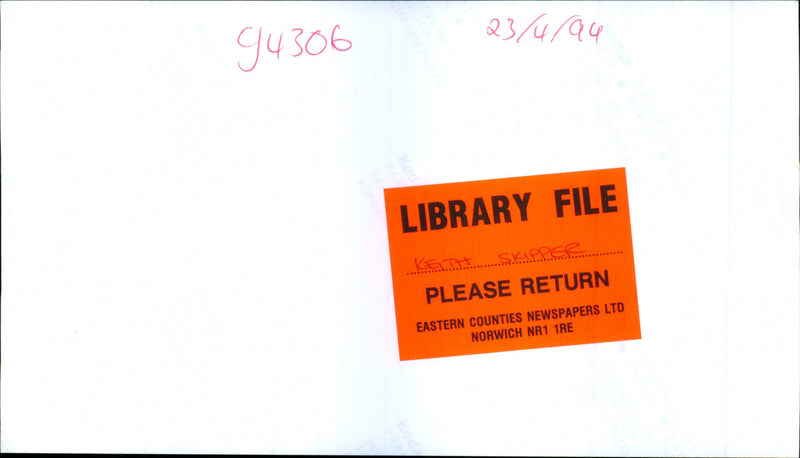 94306
23/4/94
LIBRARY FILE
KEITH SKIPPER
PLEASE RETURN
EASTERN COUNTIES NEWSPAPERS LTD
NORWICH NR1 1RE